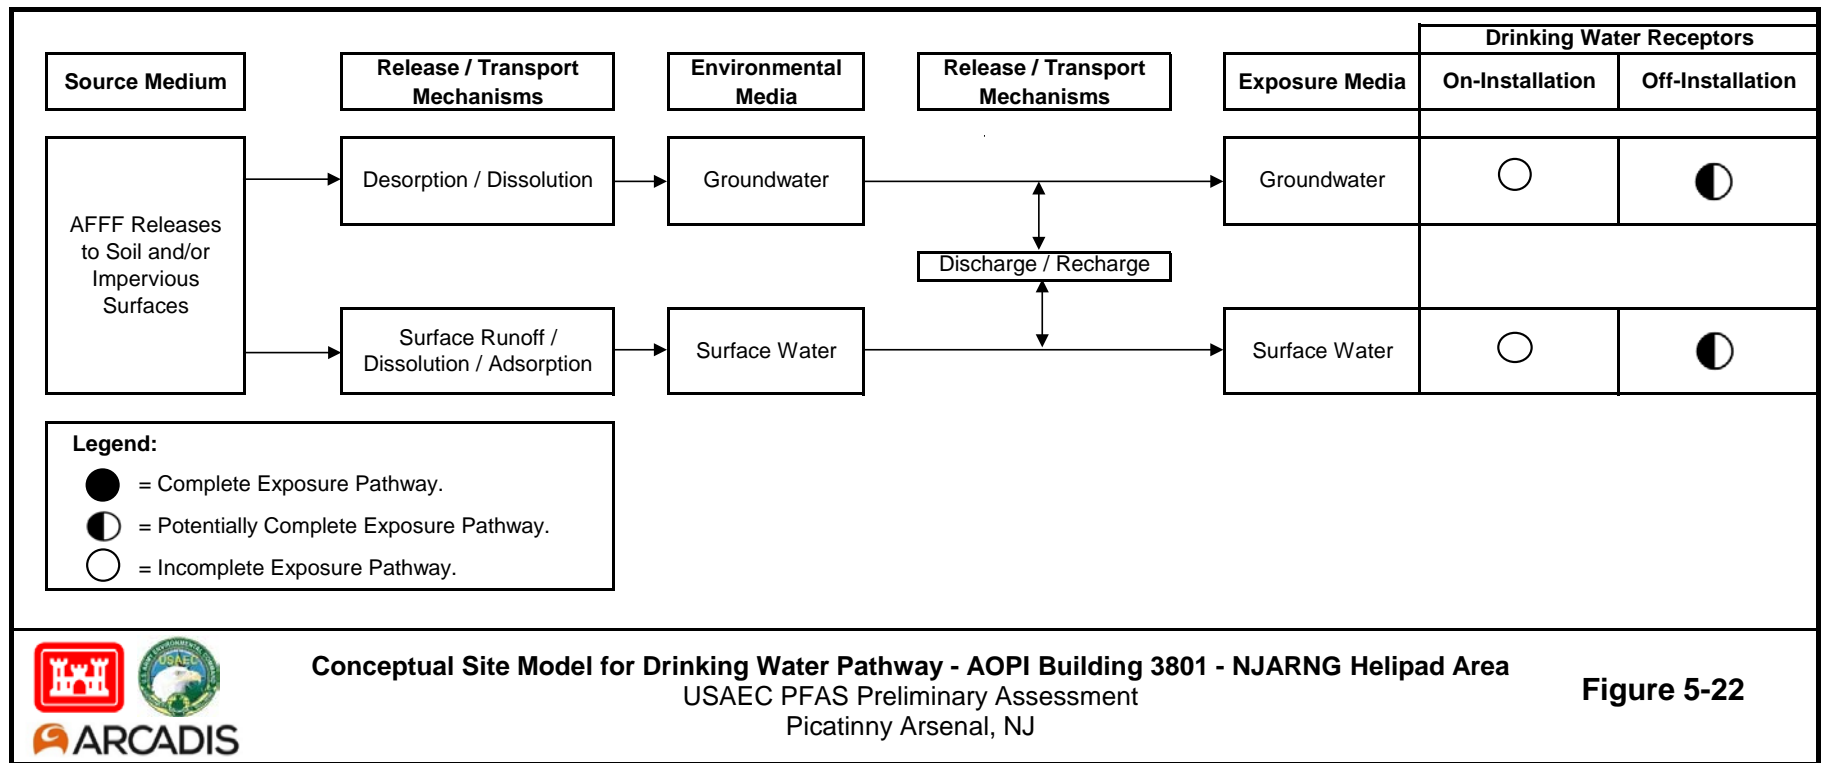 Drinking Water Receptors
Source Medium
Release / Transport
Mechanisms
Environmental
Media
Release / Transport
Mechanisms
Exposure Media
On-Installation
Off-Installation
AFFF Releases
to Soil and/or
Impervious
Surfaces
Desorption / Dissolution
Groundwater
Groundwater
Discharge / Recharge
Surface Runoff /
Dissolution / Adsorption
Surface Water
Surface Water
Legend:
= Complete Exposure Pathway.
= Potentially Complete Exposure Pathway.
= Incomplete Exposure Pathway.
USAEC
ARCADIS
Conceptual Site Model for Drinking Water Pathway - AOPI Building 3801 - NJARNG Helipad Area
USAEC PFAS Preliminary Assessment
Picatinny Arsenal, NJ
Figure 5-22